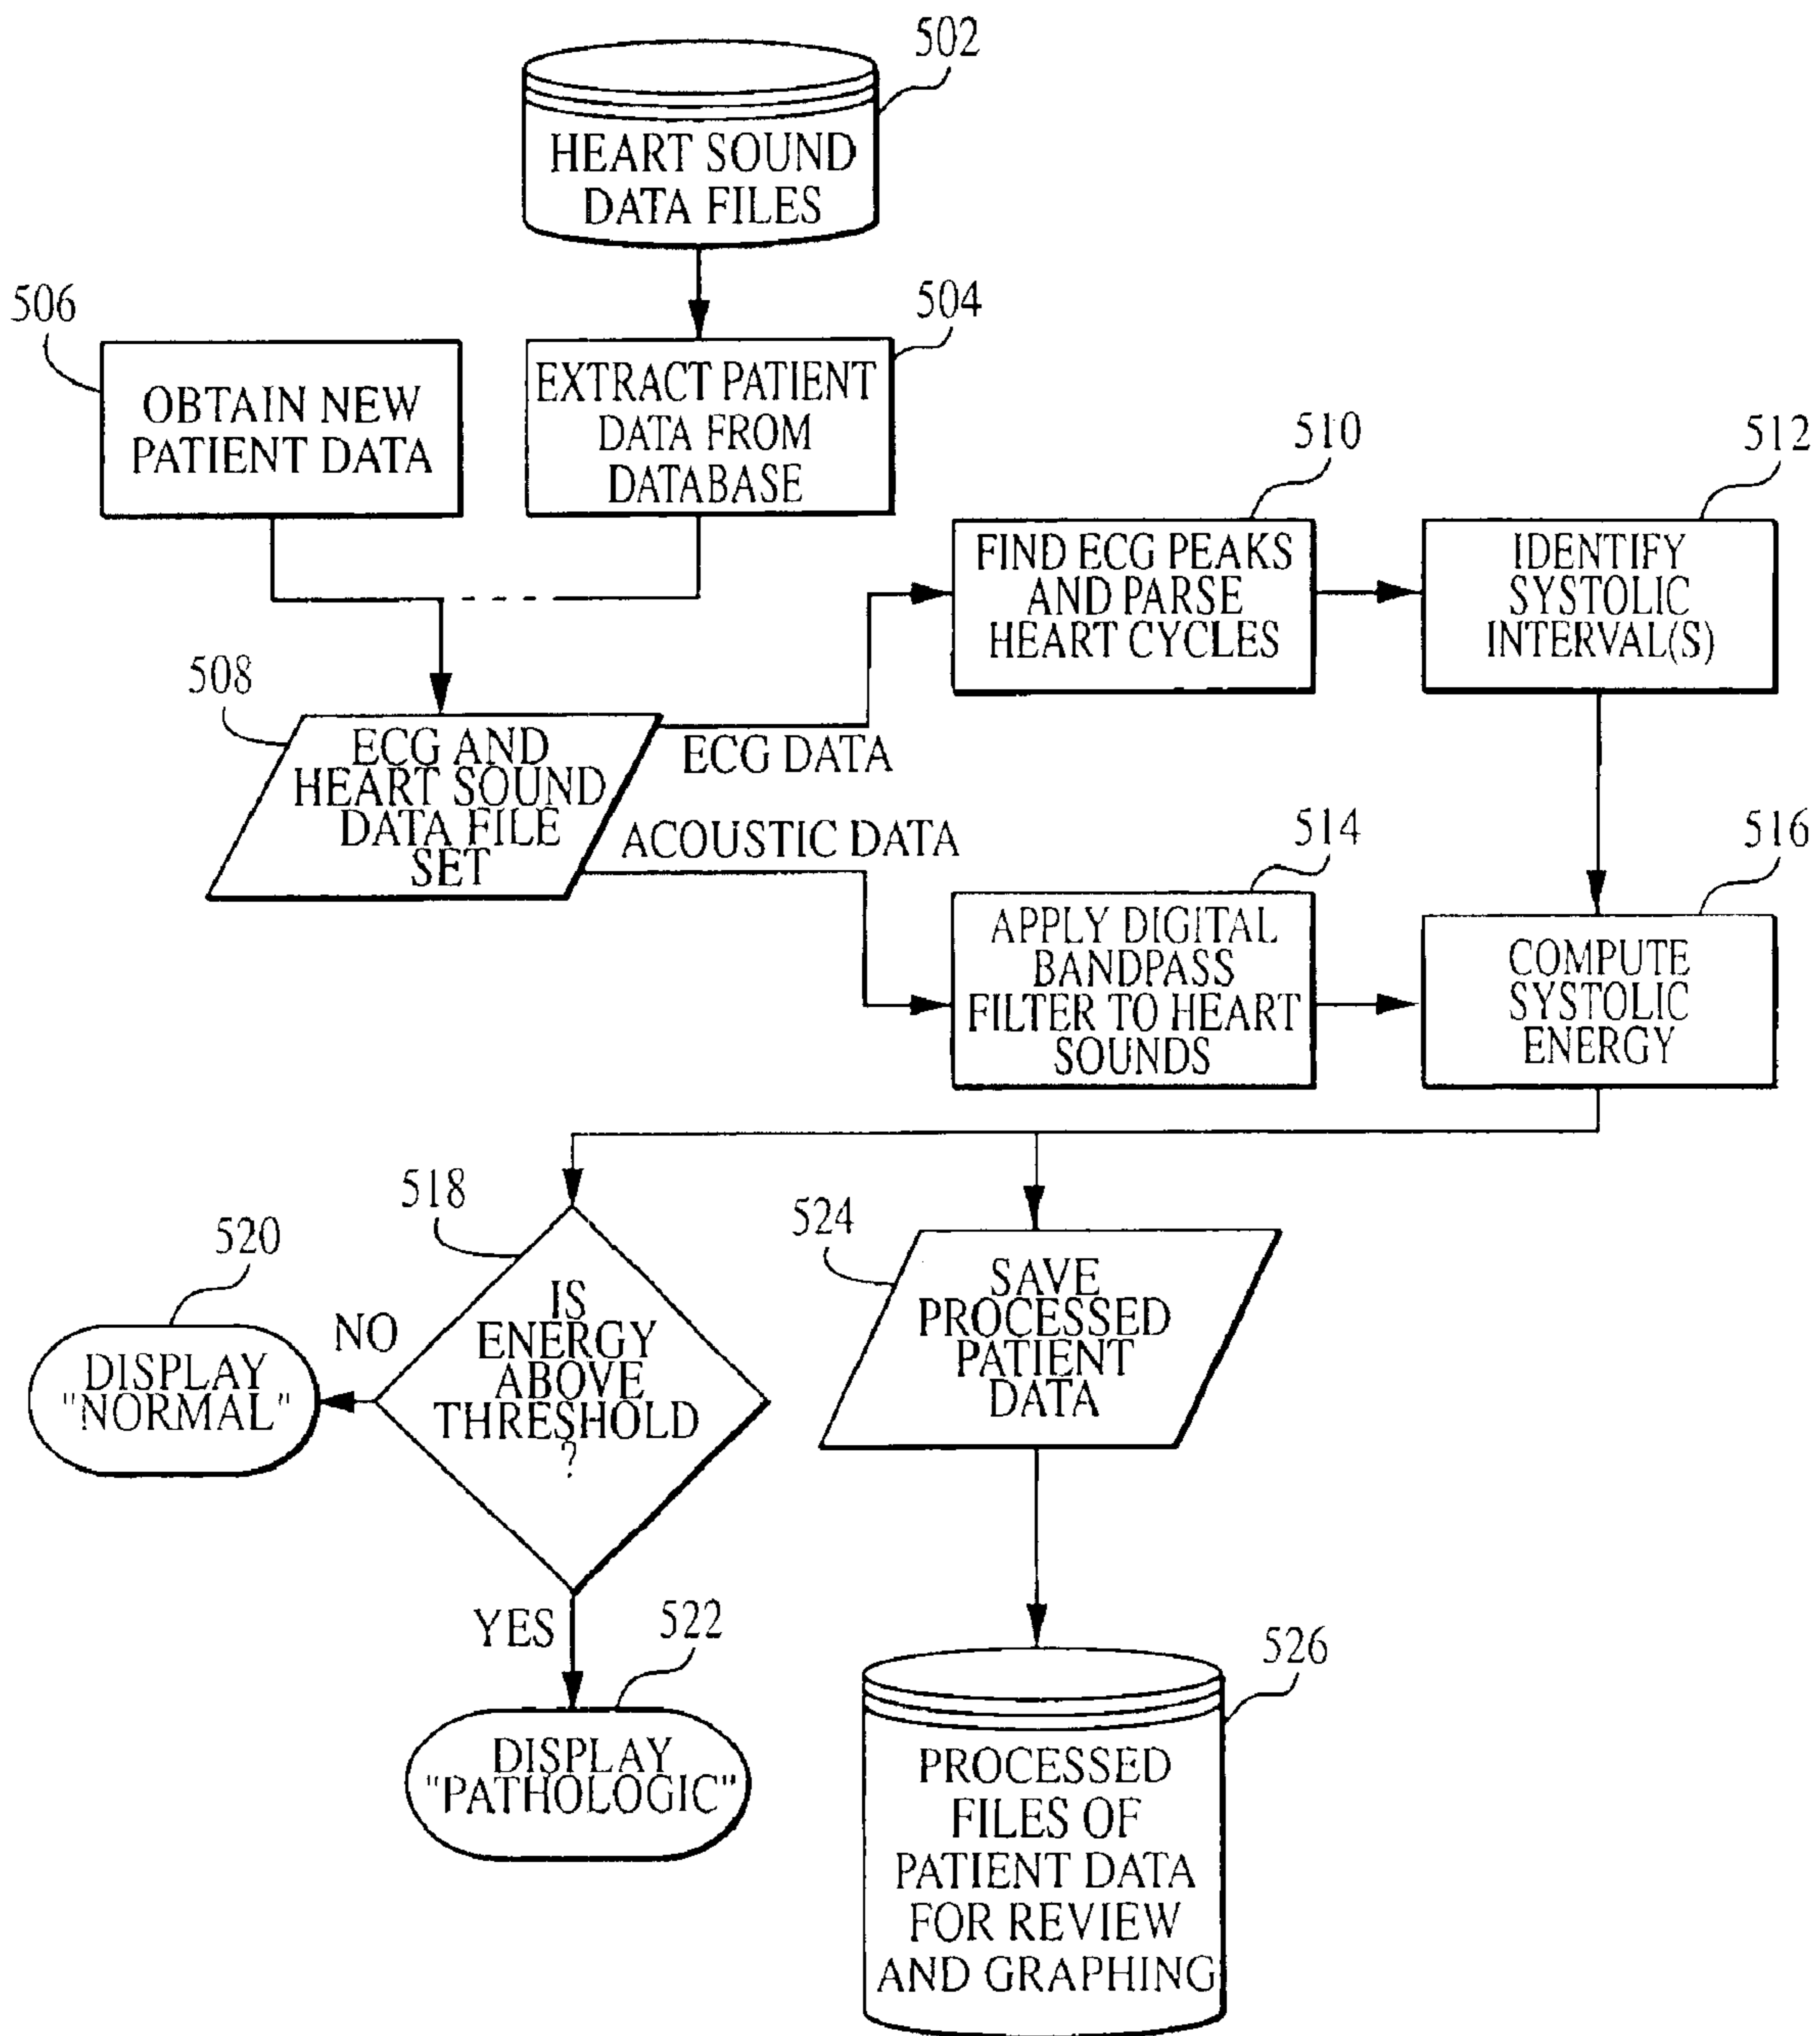 502
HEART SOUND
DATA FILES
506
504
OBTAIN NEW
PATIENT DATA
EXTRACT PATIENT
DATA FROM
DATABASE
510
512
FIND ECG PEAKS
AND PARSE
HEART CYCLES
IDENTIFY
SYSTOLIC
INTERVAL(S)
508
ECG AND
HEART SOUND
DATA FILE
SET
ECG DATA
ACOUSTIC DATA
514
516
APPLY DIGITAL
BANDPASS
FILTER TO HEART
SOUNDS
COMPUTE
SYSTOLIC
ENERGY
518
520
524
IS
ENERGY
ABOVE
THRESHOLD
?
NO
DISPLAY
"NORMAL"
SAVE
PROCESSED
PATIENT
DATA
YES
522
526
DISPLAY
"PATHOLOGIC"
PROCESSED
FILES OF
PATIENT DATA
FOR REVIEW
AND GRAPHING